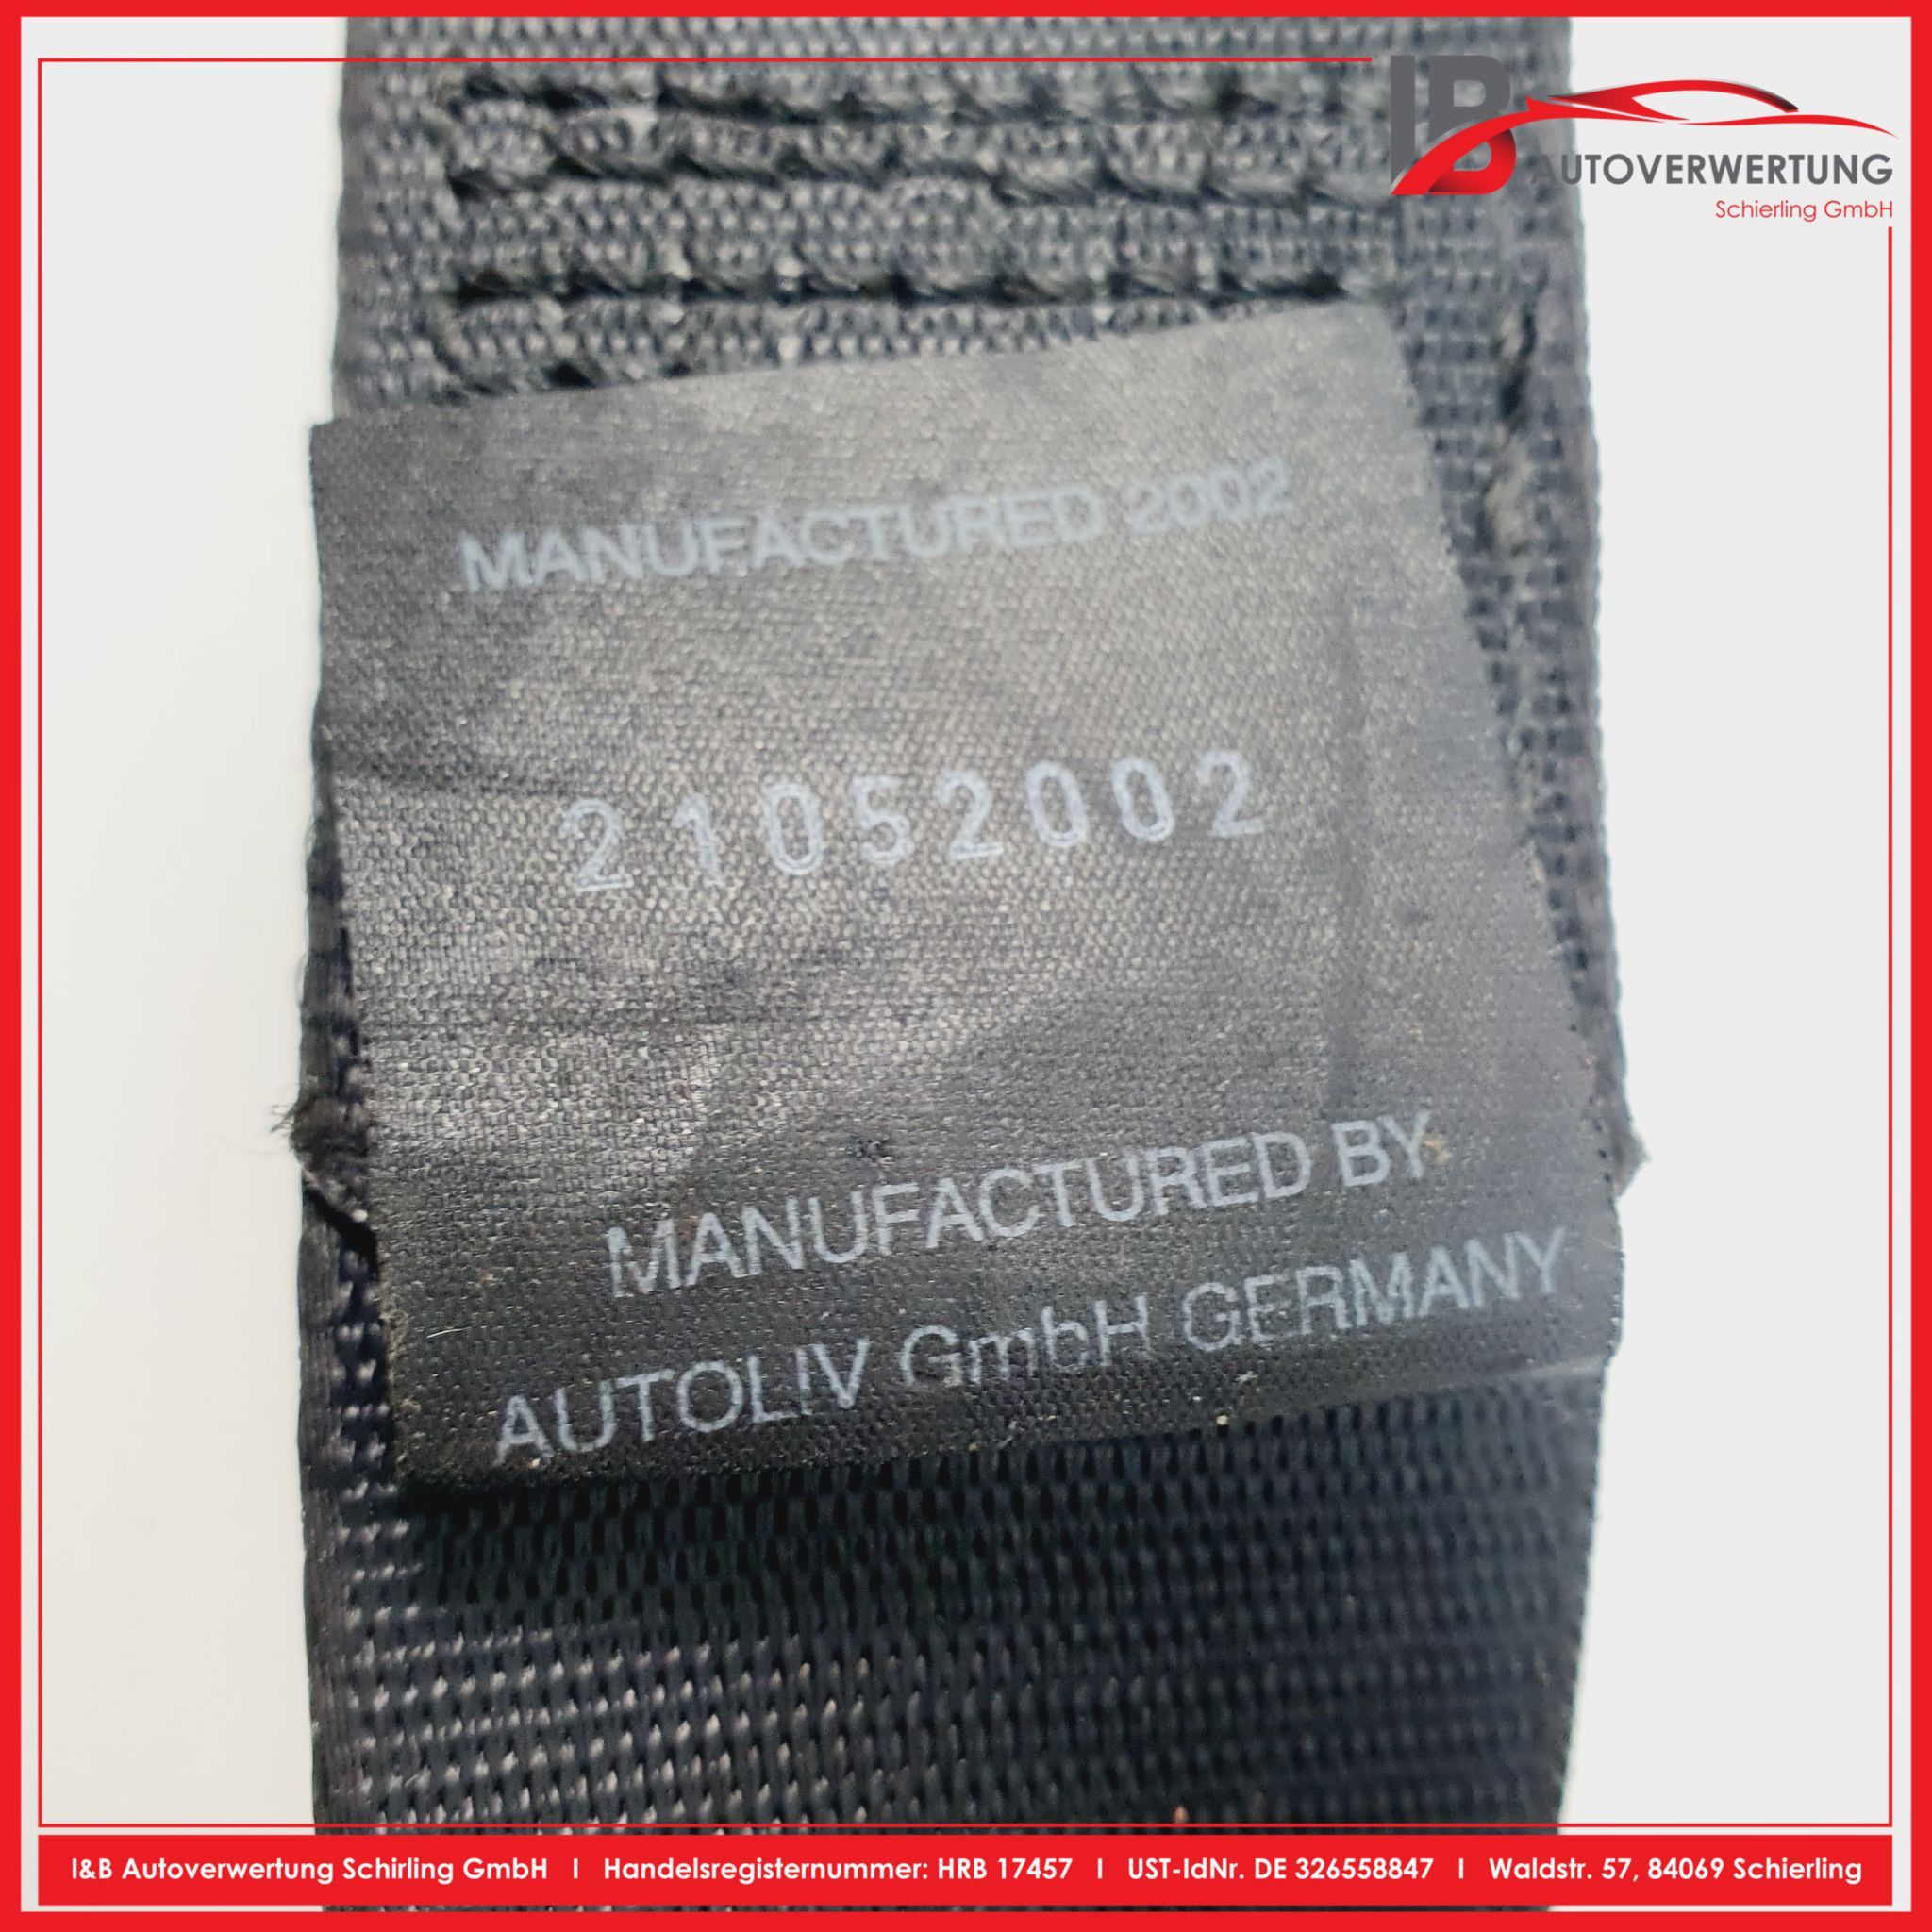 IB
AUTOVERWERTUNG
Schierling GmbH
MANUFACTURED 2002
21052002
MANUFACTURED BY
AUTOLIV GmbH GERMANY
I&B Autoverwertung Schirling GmbH I Handelsregisternummer: HRB 17457 I UST-IdNr. DE 326558847 I Waldstr. 57, 84069 Schierling